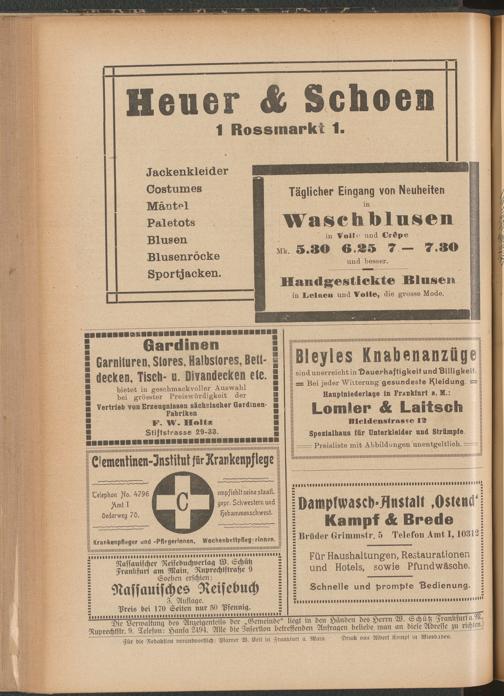 Heuer & Schoen
1 Rossmarkt 1.
Jackenkleider
Costumes
Mäntel
Paletots
Blusen
Blusenröcke
Sportjacken.
Täglicher Eingang von Neuheiten
in
Waschblusen
in Voile und Crêpe
Mk. 5.30 6.25 7 — 7.30
und besser.
Handgestickte Blusen
in Leinen und Voile, die grosse Mode.
Gardinen
Garnituren, Stores, Halbstores, Bett-
decken, Tisch- u. Divandecken etc.
bietet in geschmackvoller Auswahl
bei grösster Preiswürdigkeit der
Vertrieb von Erzeugnissen sächsischer Gardinen-
Fabriken
F. W. Holtz
Stiftstrasse 29-33.
Bleyles Knabenanzüge
sind unerreicht in Dauerhaftigkeit und Billigkeit.
Bei jeder Witterung gesundeste Kleidung.
Hauptniederlage in Frankfurt a. M.:
Lomler & Laitsch
Bleidenstrasse 12
Spezialhaus für Unterkleider und Strümpfe.
Preisliste mit Abbildungen unentgeltlich.
Clementinen-Institut für Krankenpflege
Telephon No. 4796
Amt I
Oederweg 70.
C
empfiehlt seine staatl.
gepr. Schwestern und
Hebammenschwest.
Krankenpfleger und -Pflegerinnen, Wochenbettpflegerinnen.
Dampfwasch-Anstalt „Ostend“
Kampf & Brede
Brüder Grimmstr. 5 Telefon Amt I, 10312
Für Haushaltungen, Restaurationen
und Hotels, sowie Pfundwäsche.
Schnelle und prompte Bedienung.
Nassauischer Reisebuchverlag W. Schütz
Frankfurt am Main, Ruprechtstraße 9
Soeben erschien:
Nassauisches Reisebuch
5. Auflage.
Preis bei 170 Seiten nur 50 Pfennig.
Die Verwaltung des Anzeigenteils der „Gemeinde“ liegt in den Händen des Herrn W. Schütz Frankfurt a. M.,
Ruprechtstr. 9. Telefon: Hansa 2494. Alle die Insertion betreffenden Anfragen beliebe man an diese Adresse zu richten.
Für die Redaktion verantwortlich: Pfarrer W. Veit in Frankfurt a. Main. Druck von Albert Kempf in Wiesbaden.